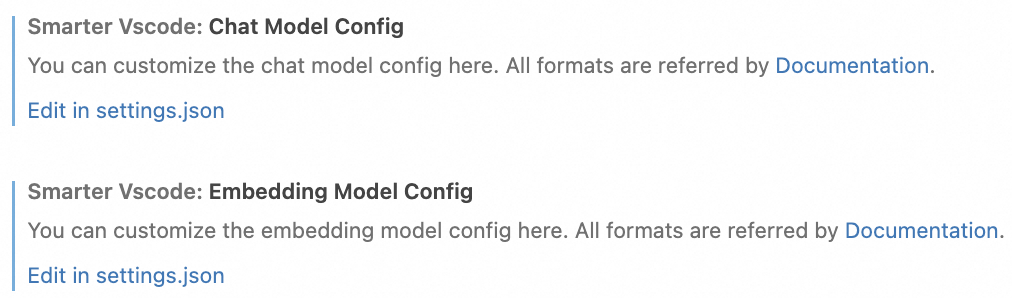 Smarter Vscode: Chat Model Config
You can customize the chat model config here. All formats are referred by Documentation.
Edit in settings.json
Smarter Vscode: Embedding Model Config
You can customize the embedding model config here. All formats are referred by Documentation.
Edit in settings.json